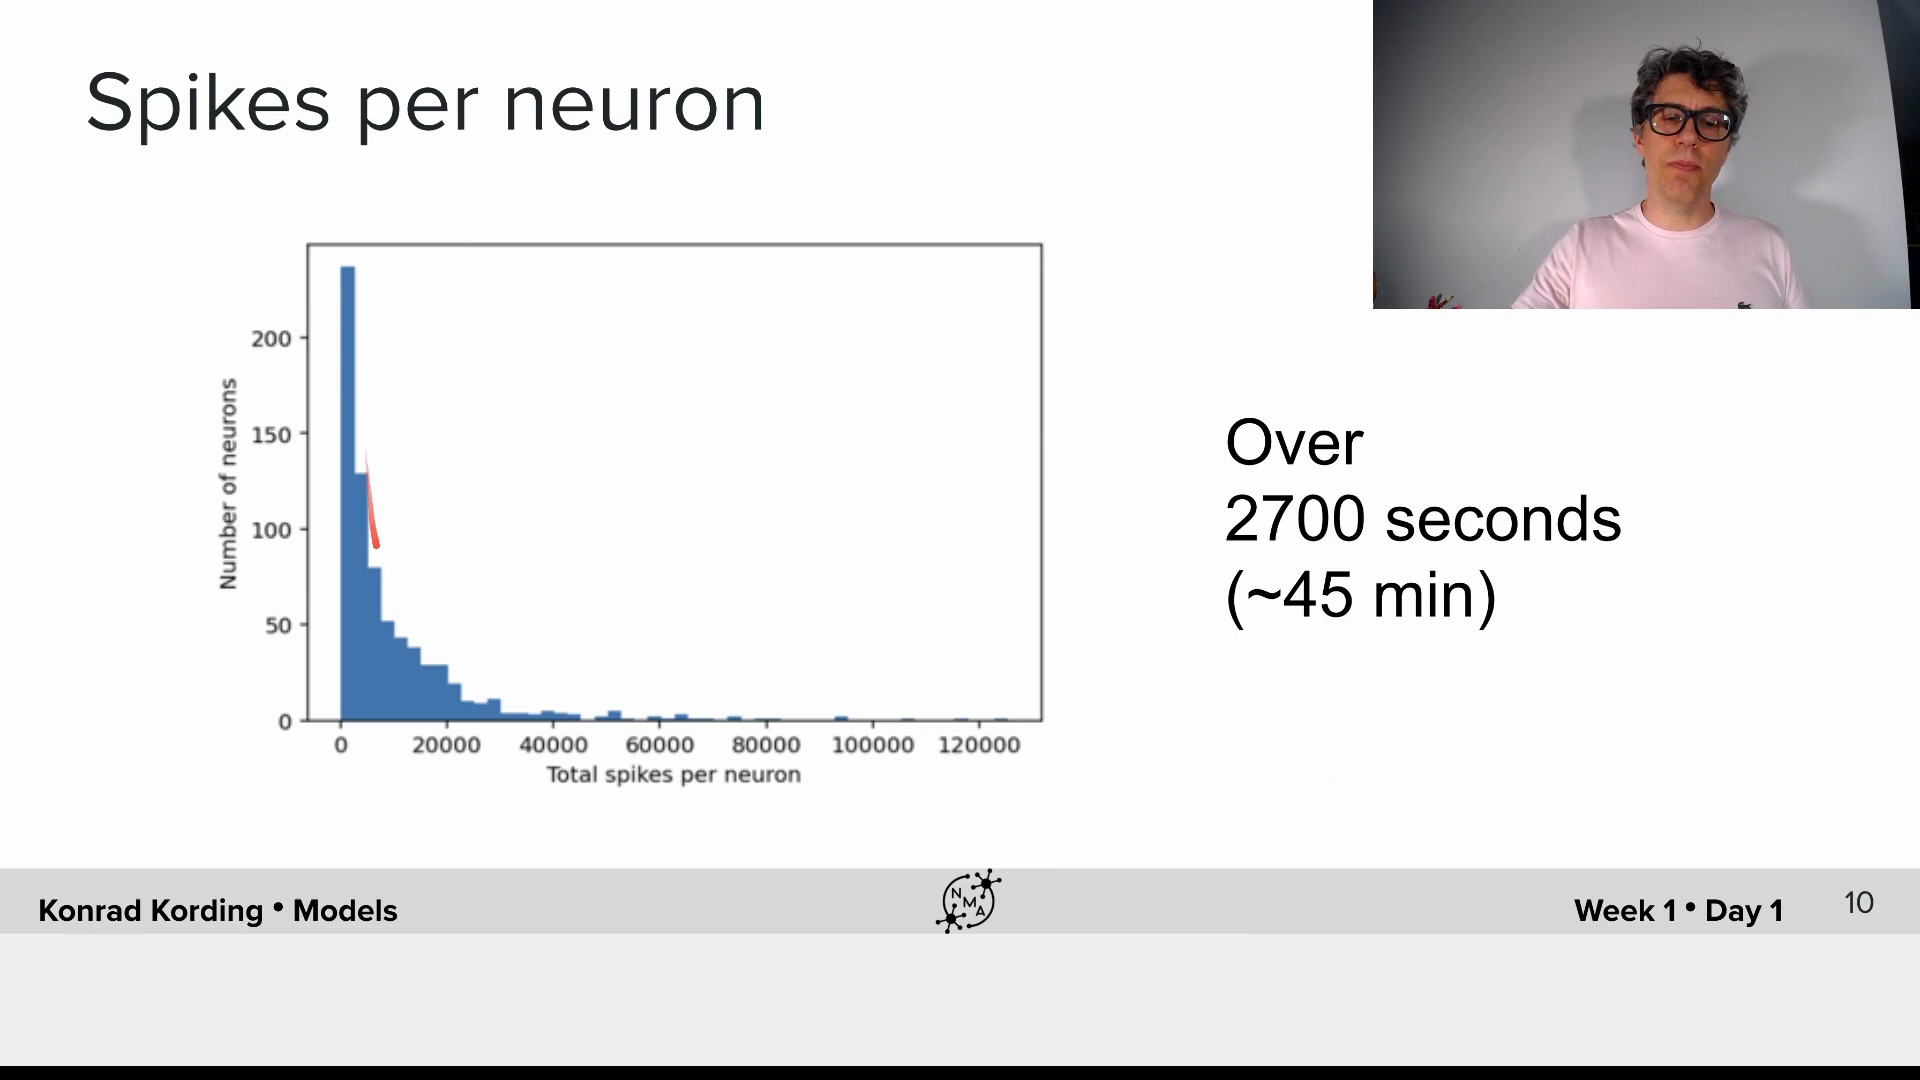 Spikes per neuron
200
150
100
50
0
Number of neurons
0 20000 40000 60000 80000 100000 120000
Total spikes per neuron
Over
2700 seconds
(~45 min)
Konrad Kording • Models
NMA
Week 1 • Day 1
10